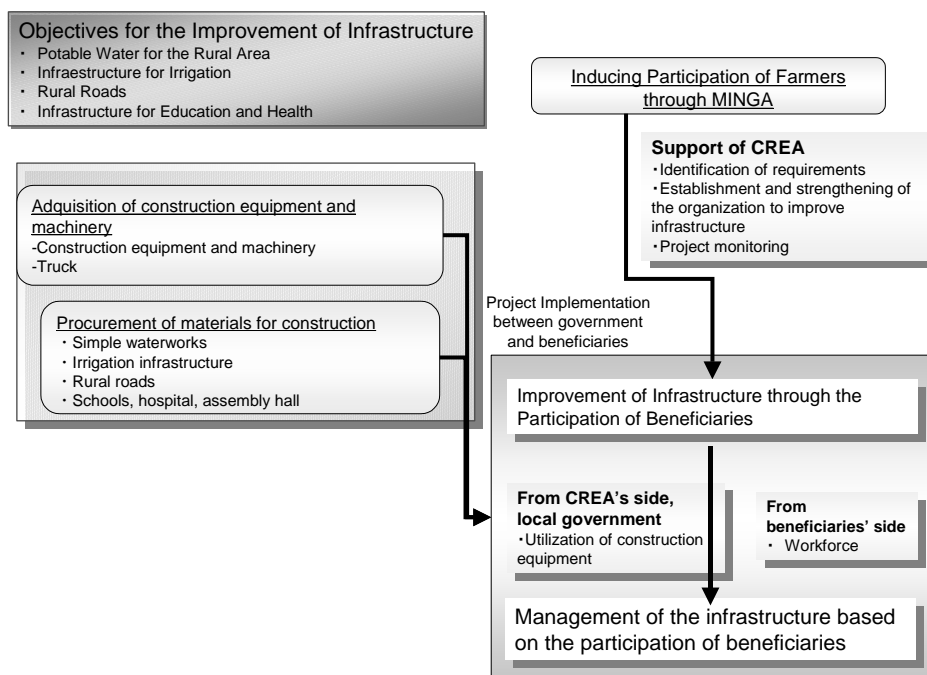 Objectives for the Improvement of Infrastructure
・ Potable Water for the Rural Area
・ Infraestructure for Irrigation
・ Rural Roads
・ Infrastructure for Education and Health
Inducing Participation of Farmers
through MINGA
Support of CREA
・Identification of requirements
・Establishment and strengthening of
the organization to improve
infrastructure
・Project monitoring
Adquisition of construction equipment and
machinery
-Construction equipment and machinery
-Truck
Procurement of materials for construction
・ Simple waterworks
・ Irrigation infrastructure
・ Rural roads
・ Schools, hospital, assembly hall
Project Implementation
between government
and beneficiaries
Improvement of Infrastructure through the
Participation of Beneficiaries
From CREA's side,
local government
・Utilization of construction
equipment
From
beneficiaries' side
・ Workforce
Management of the infrastructure based
on the participation of beneficiaries